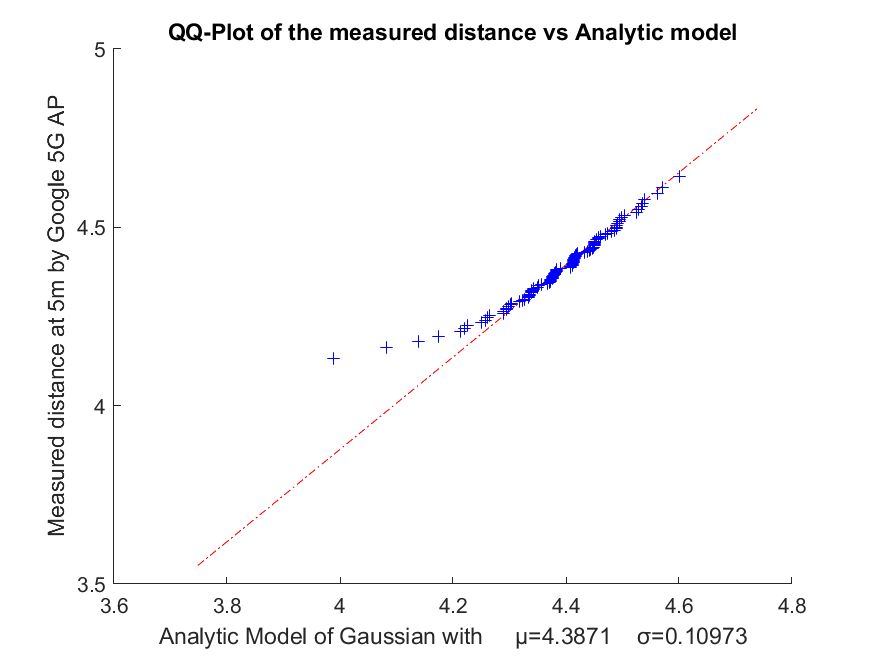 QQ-Plot of the measured distance vs Analytic model
Measured distance at 5m by Google 5G AP
5
4.5
4
3.5
3.6 3.8 4 4.2 4.4 4.6 4.8
Analytic Model of Gaussian with μ=4.3871 σ=0.10973